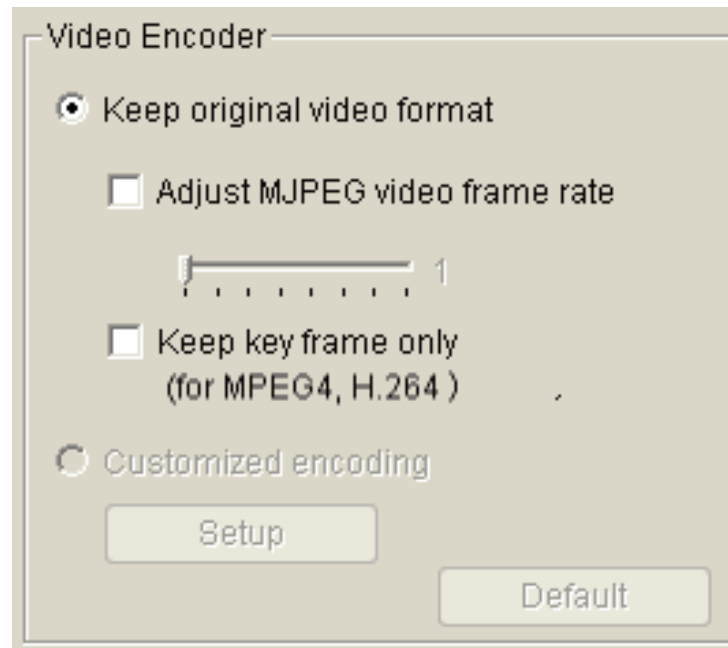 Video Encoder
Keep original video format
Adjust MJPEG video frame rate
1
Keep key frame only
(for MPEG4, H.264 )
Customized encoding
Setup
Default